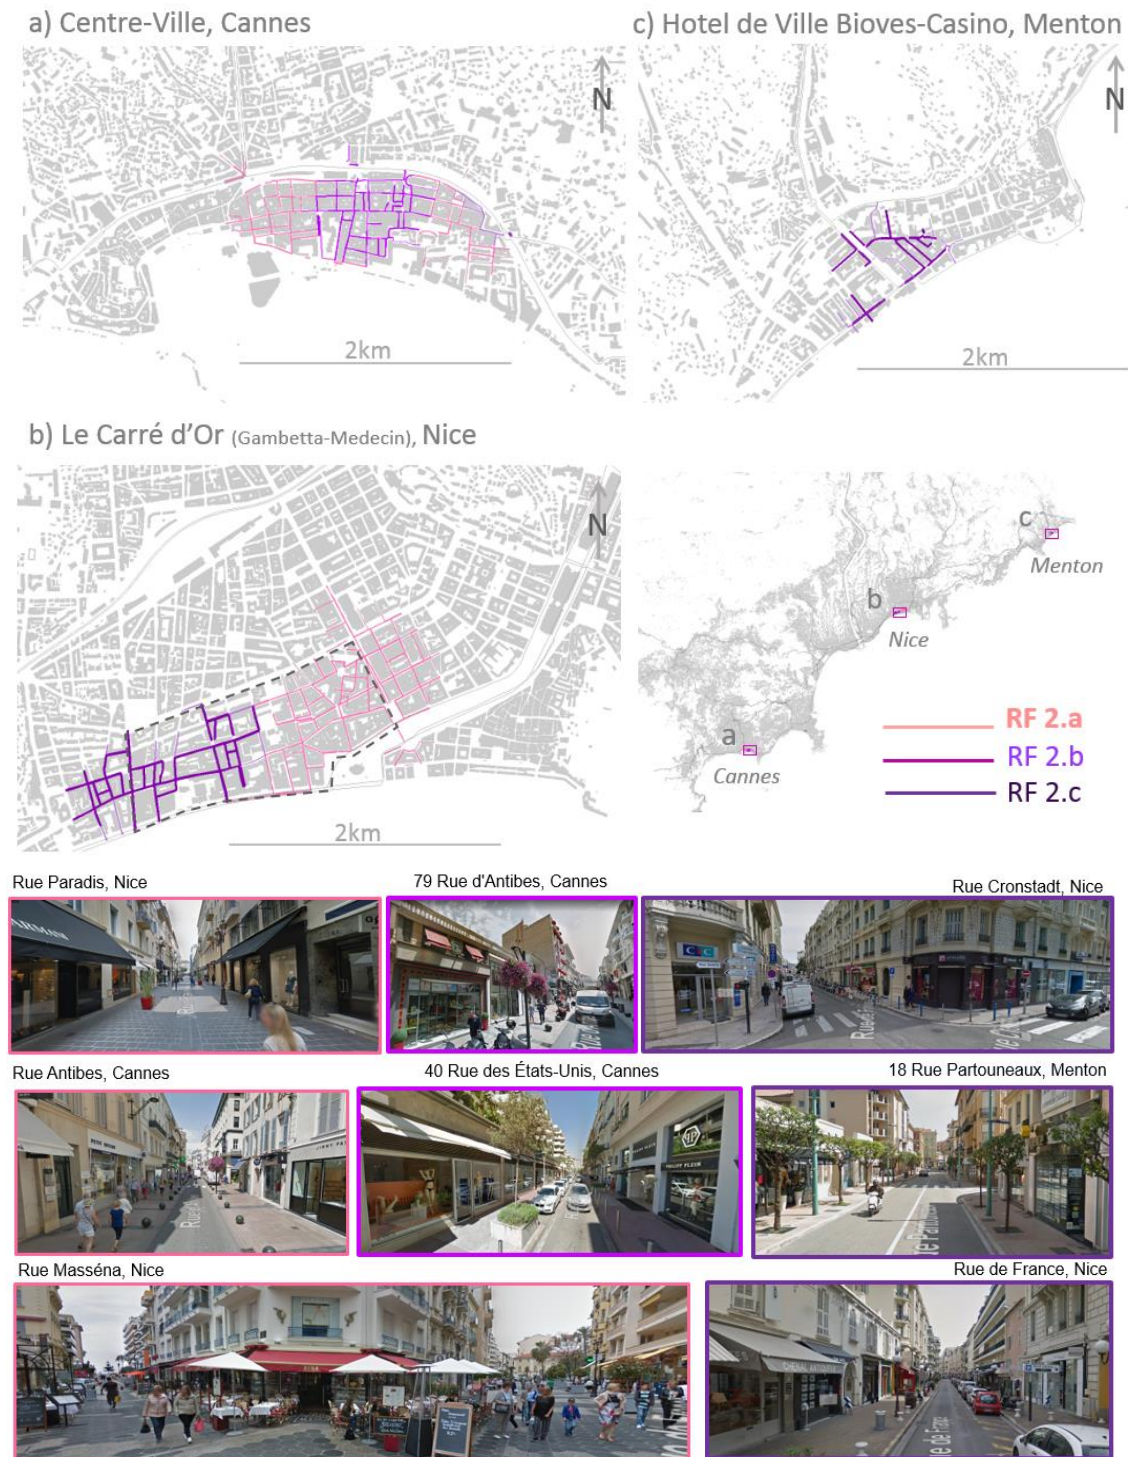 a) Centre-Ville, Cannes
c) Hotel de Ville Bioves-Casino, Menton
N
N
2km
2km
b) Le Carré d'Or (Gambetta-Medecin), Nice
N
c
Menton
b
Nice
a
Cannes
RF 2.a
RF 2.b
RF 2.c
2km
Rue Paradis, Nice
79 Rue d'Antibes, Cannes
Rue Cronstadt, Nice
CIC
Rue Antibes, Cannes
40 Rue des États-Unis, Cannes
18 Rue Partouneaux, Menton
PHILIPP PLEIN
Rue Masséna, Nice
Rue de France, Nice